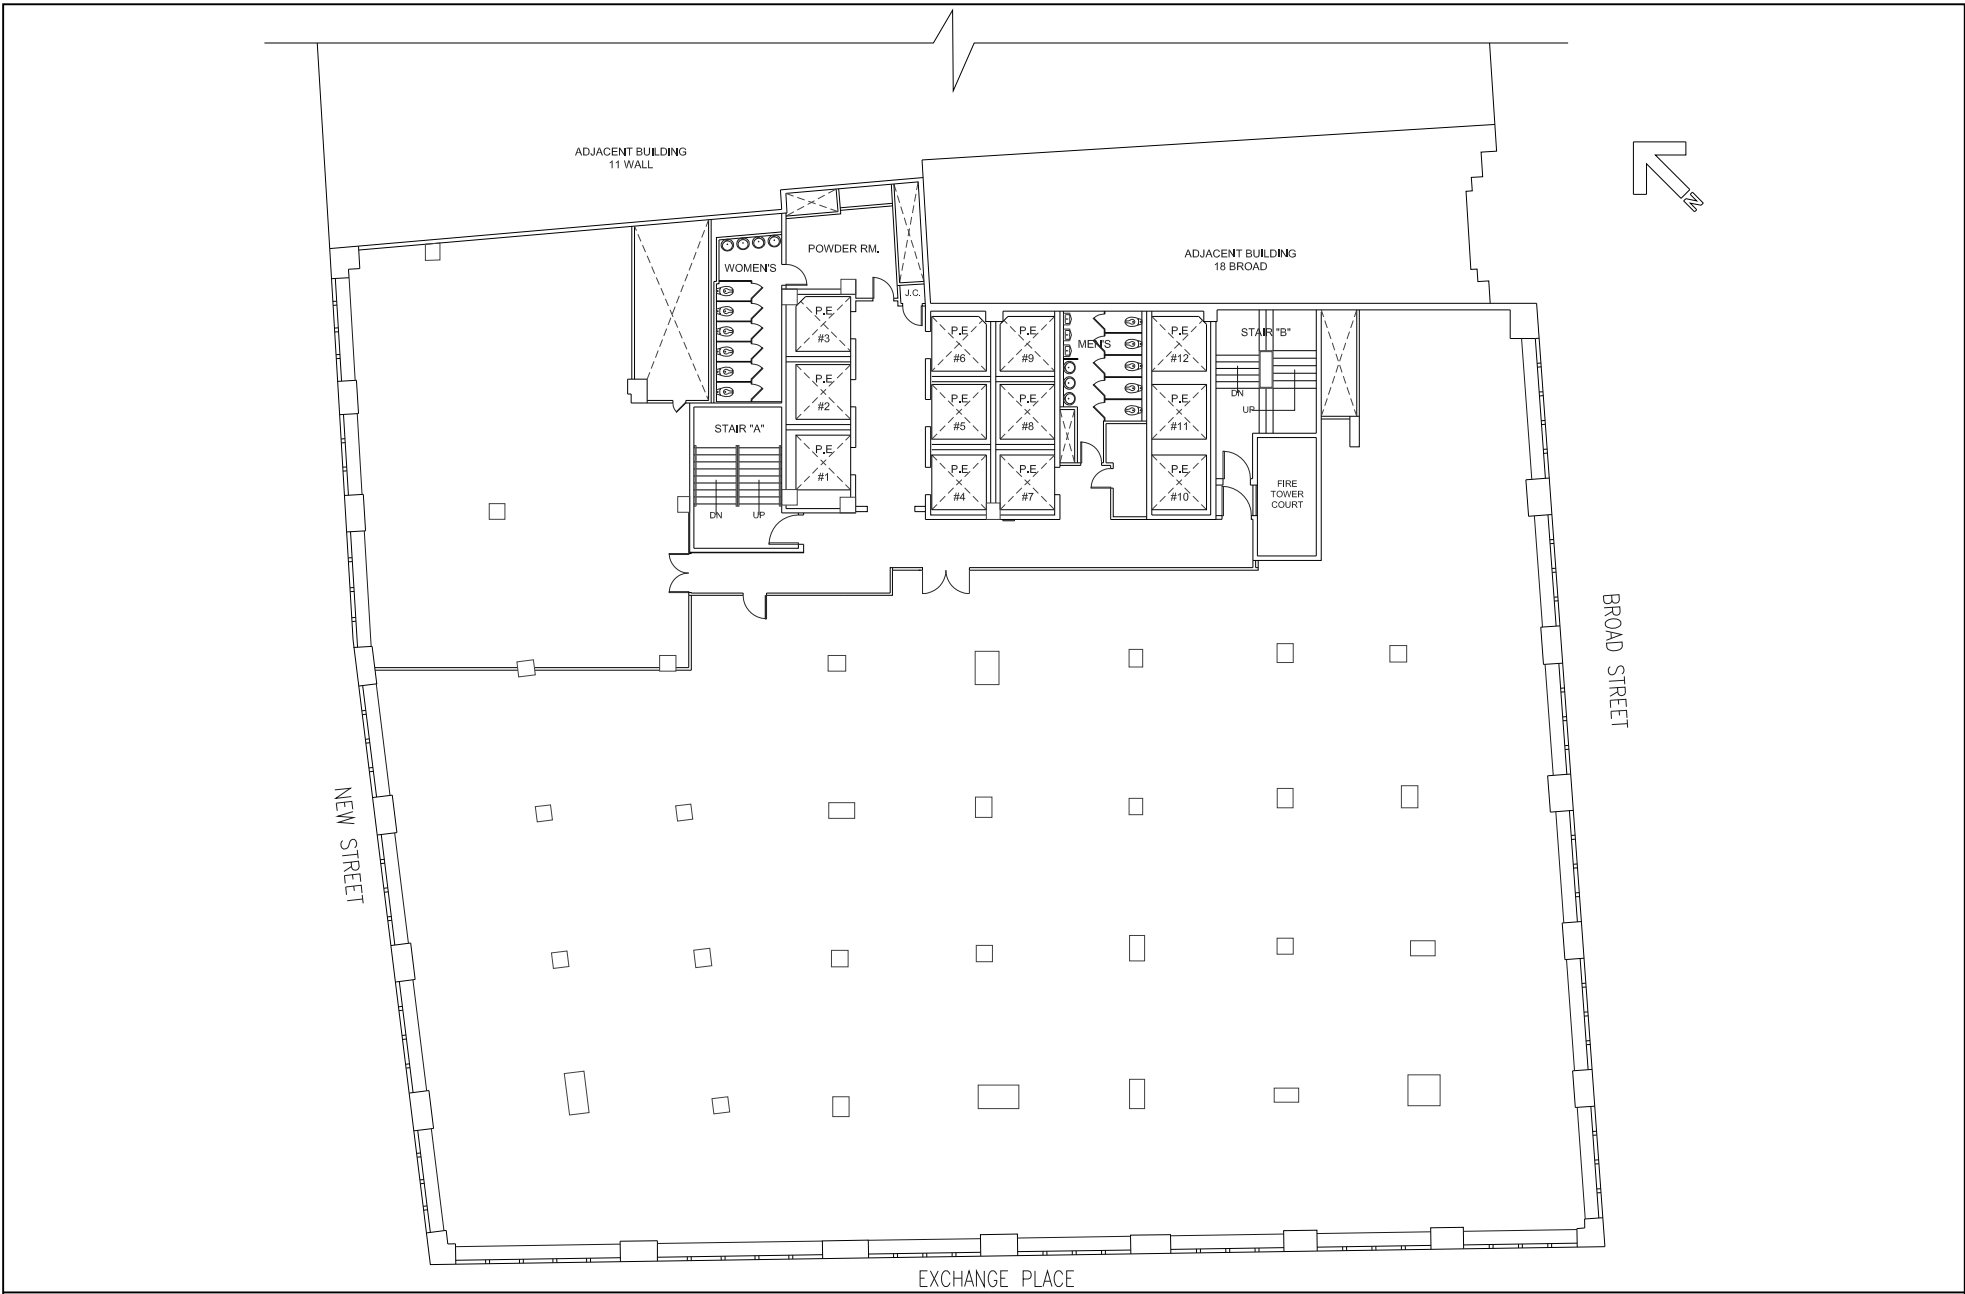 ADJACENT BUILDING
11 WALL
ADJACENT BUILDING
18 BROAD
N
POWDER RM.
WOMEN'S
J.C.
P.E
#3
P.E
#2
P.E
#1
P.E
#6
P.E
#5
P.E
#4
P.E
#9
P.E
#8
P.E
#7
MEN'S
P.E
#12
P.E
#11
P.E
#10
STAIR "B"
DN
UP
STAIR "A"
DN
UP
FIRE
TOWER
COURT
BROAD STREET
NEW STREET
EXCHANGE PLACE